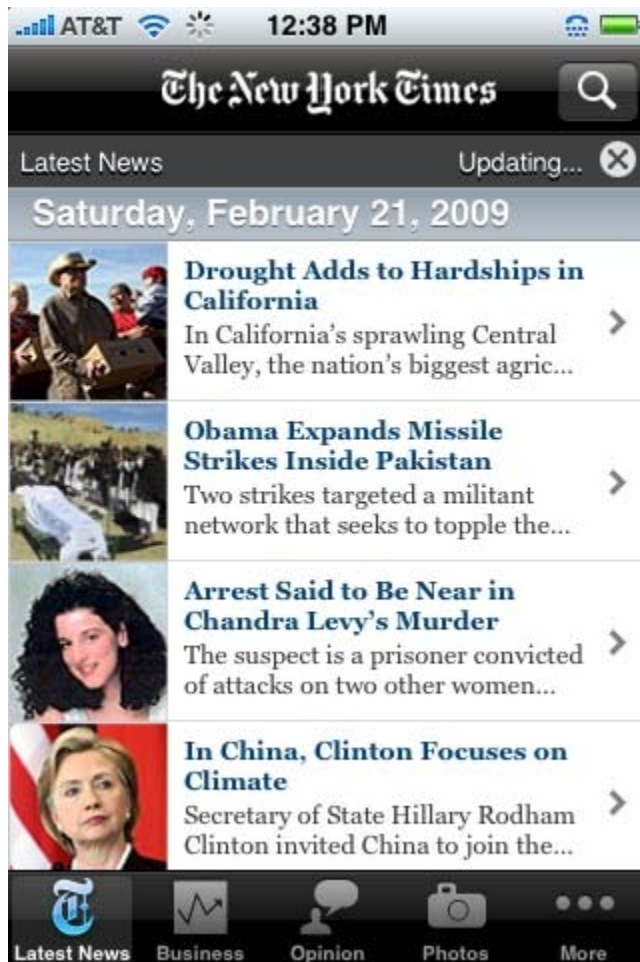 AT&T 12:38 PM
The New York Times
Latest News Updating...
Saturday, February 21, 2009
Drought Adds to Hardships in
California
In California’s sprawling Central
Valley, the nation’s biggest agric...
Obama Expands Missile
Strikes Inside Pakistan
Two strikes targeted a militant
network that seeks to topple the...
Arrest Said to Be Near in
Chandra Levy’s Murder
The suspect is a prisoner convicted
of attacks on two other women...
In China, Clinton Focuses on
Climate
Secretary of State Hillary Rodham
Clinton invited China to join the...
Latest News Business Opinion Photos More